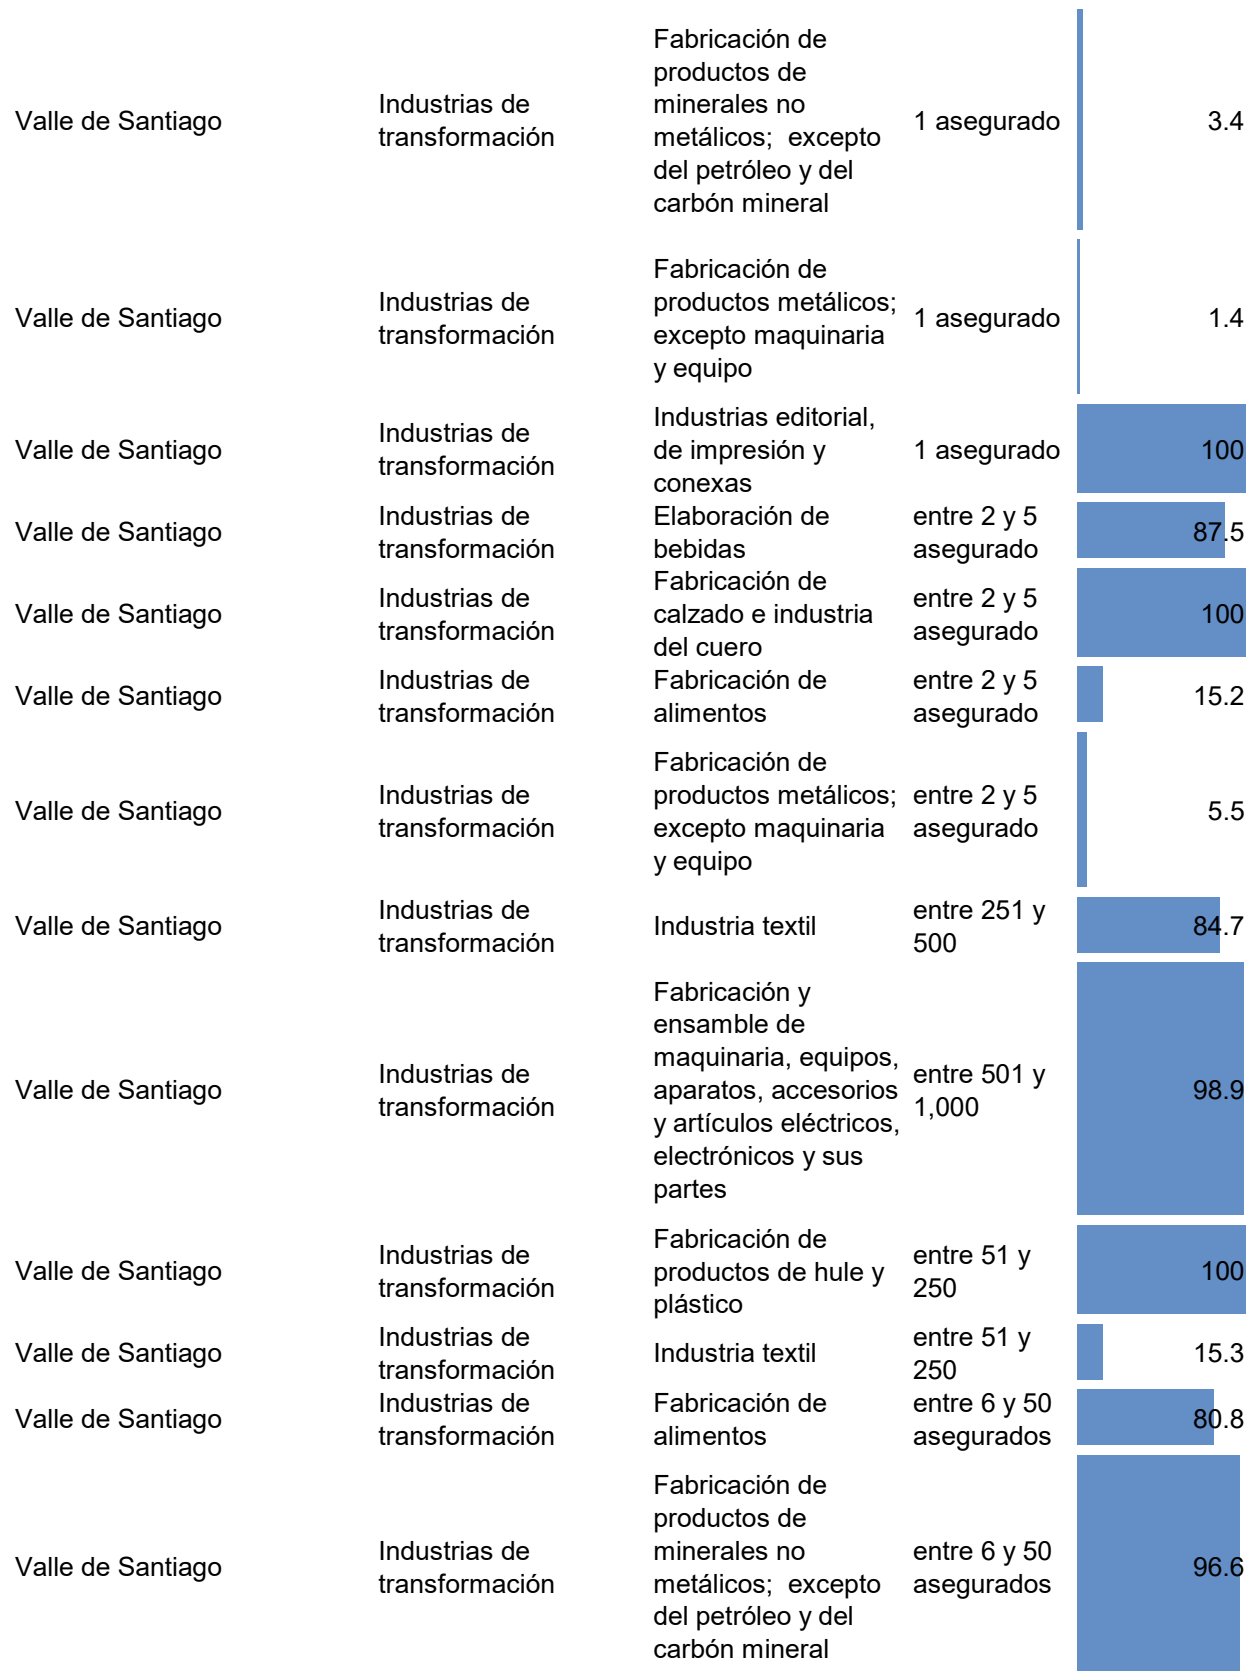 Valle de Santiago
Industrias de
transformación
Fabricación de
productos de
minerales no
metálicos;  excepto
del petróleo y del
carbón mineral
1 asegurado
3.4
Valle de Santiago
Industrias de
transformación
Fabricación de
productos metálicos;
excepto maquinaria
y equipo
1 asegurado
1.4
Valle de Santiago
Industrias de
transformación
Industrias editorial,
de impresión y
conexas
1 asegurado
100
Valle de Santiago
Industrias de
transformación
Elaboración de
bebidas
entre 2 y 5
asegurado
87.5
Valle de Santiago
Industrias de
transformación
Fabricación de
calzado e industria
del cuero
entre 2 y 5
asegurado
100
Valle de Santiago
Industrias de
transformación
Fabricación de
alimentos
entre 2 y 5
asegurado
15.2
Valle de Santiago
Industrias de
transformación
Fabricación de
productos metálicos;
excepto maquinaria
y equipo
entre 2 y 5
asegurado
5.5
Valle de Santiago
Industrias de
transformación
Industria textil
entre 251 y
500
84.7
Valle de Santiago
Industrias de
transformación
Fabricación y
ensamble de
maquinaria, equipos,
aparatos, accesorios
y artículos eléctricos,
electrónicos y sus
partes
entre 501 y
1,000
98.9
Valle de Santiago
Industrias de
transformación
Fabricación de
productos de hule y
plástico
entre 51 y
250
100
Valle de Santiago
Industrias de
transformación
Industria textil
entre 51 y
250
15.3
Valle de Santiago
Industrias de
transformación
Fabricación de
alimentos
entre 6 y 50
asegurados
80.8
Valle de Santiago
Industrias de
transformación
Fabricación de
productos de
minerales no
metálicos;  excepto
del petróleo y del
carbón mineral
entre 6 y 50
asegurados
96.6